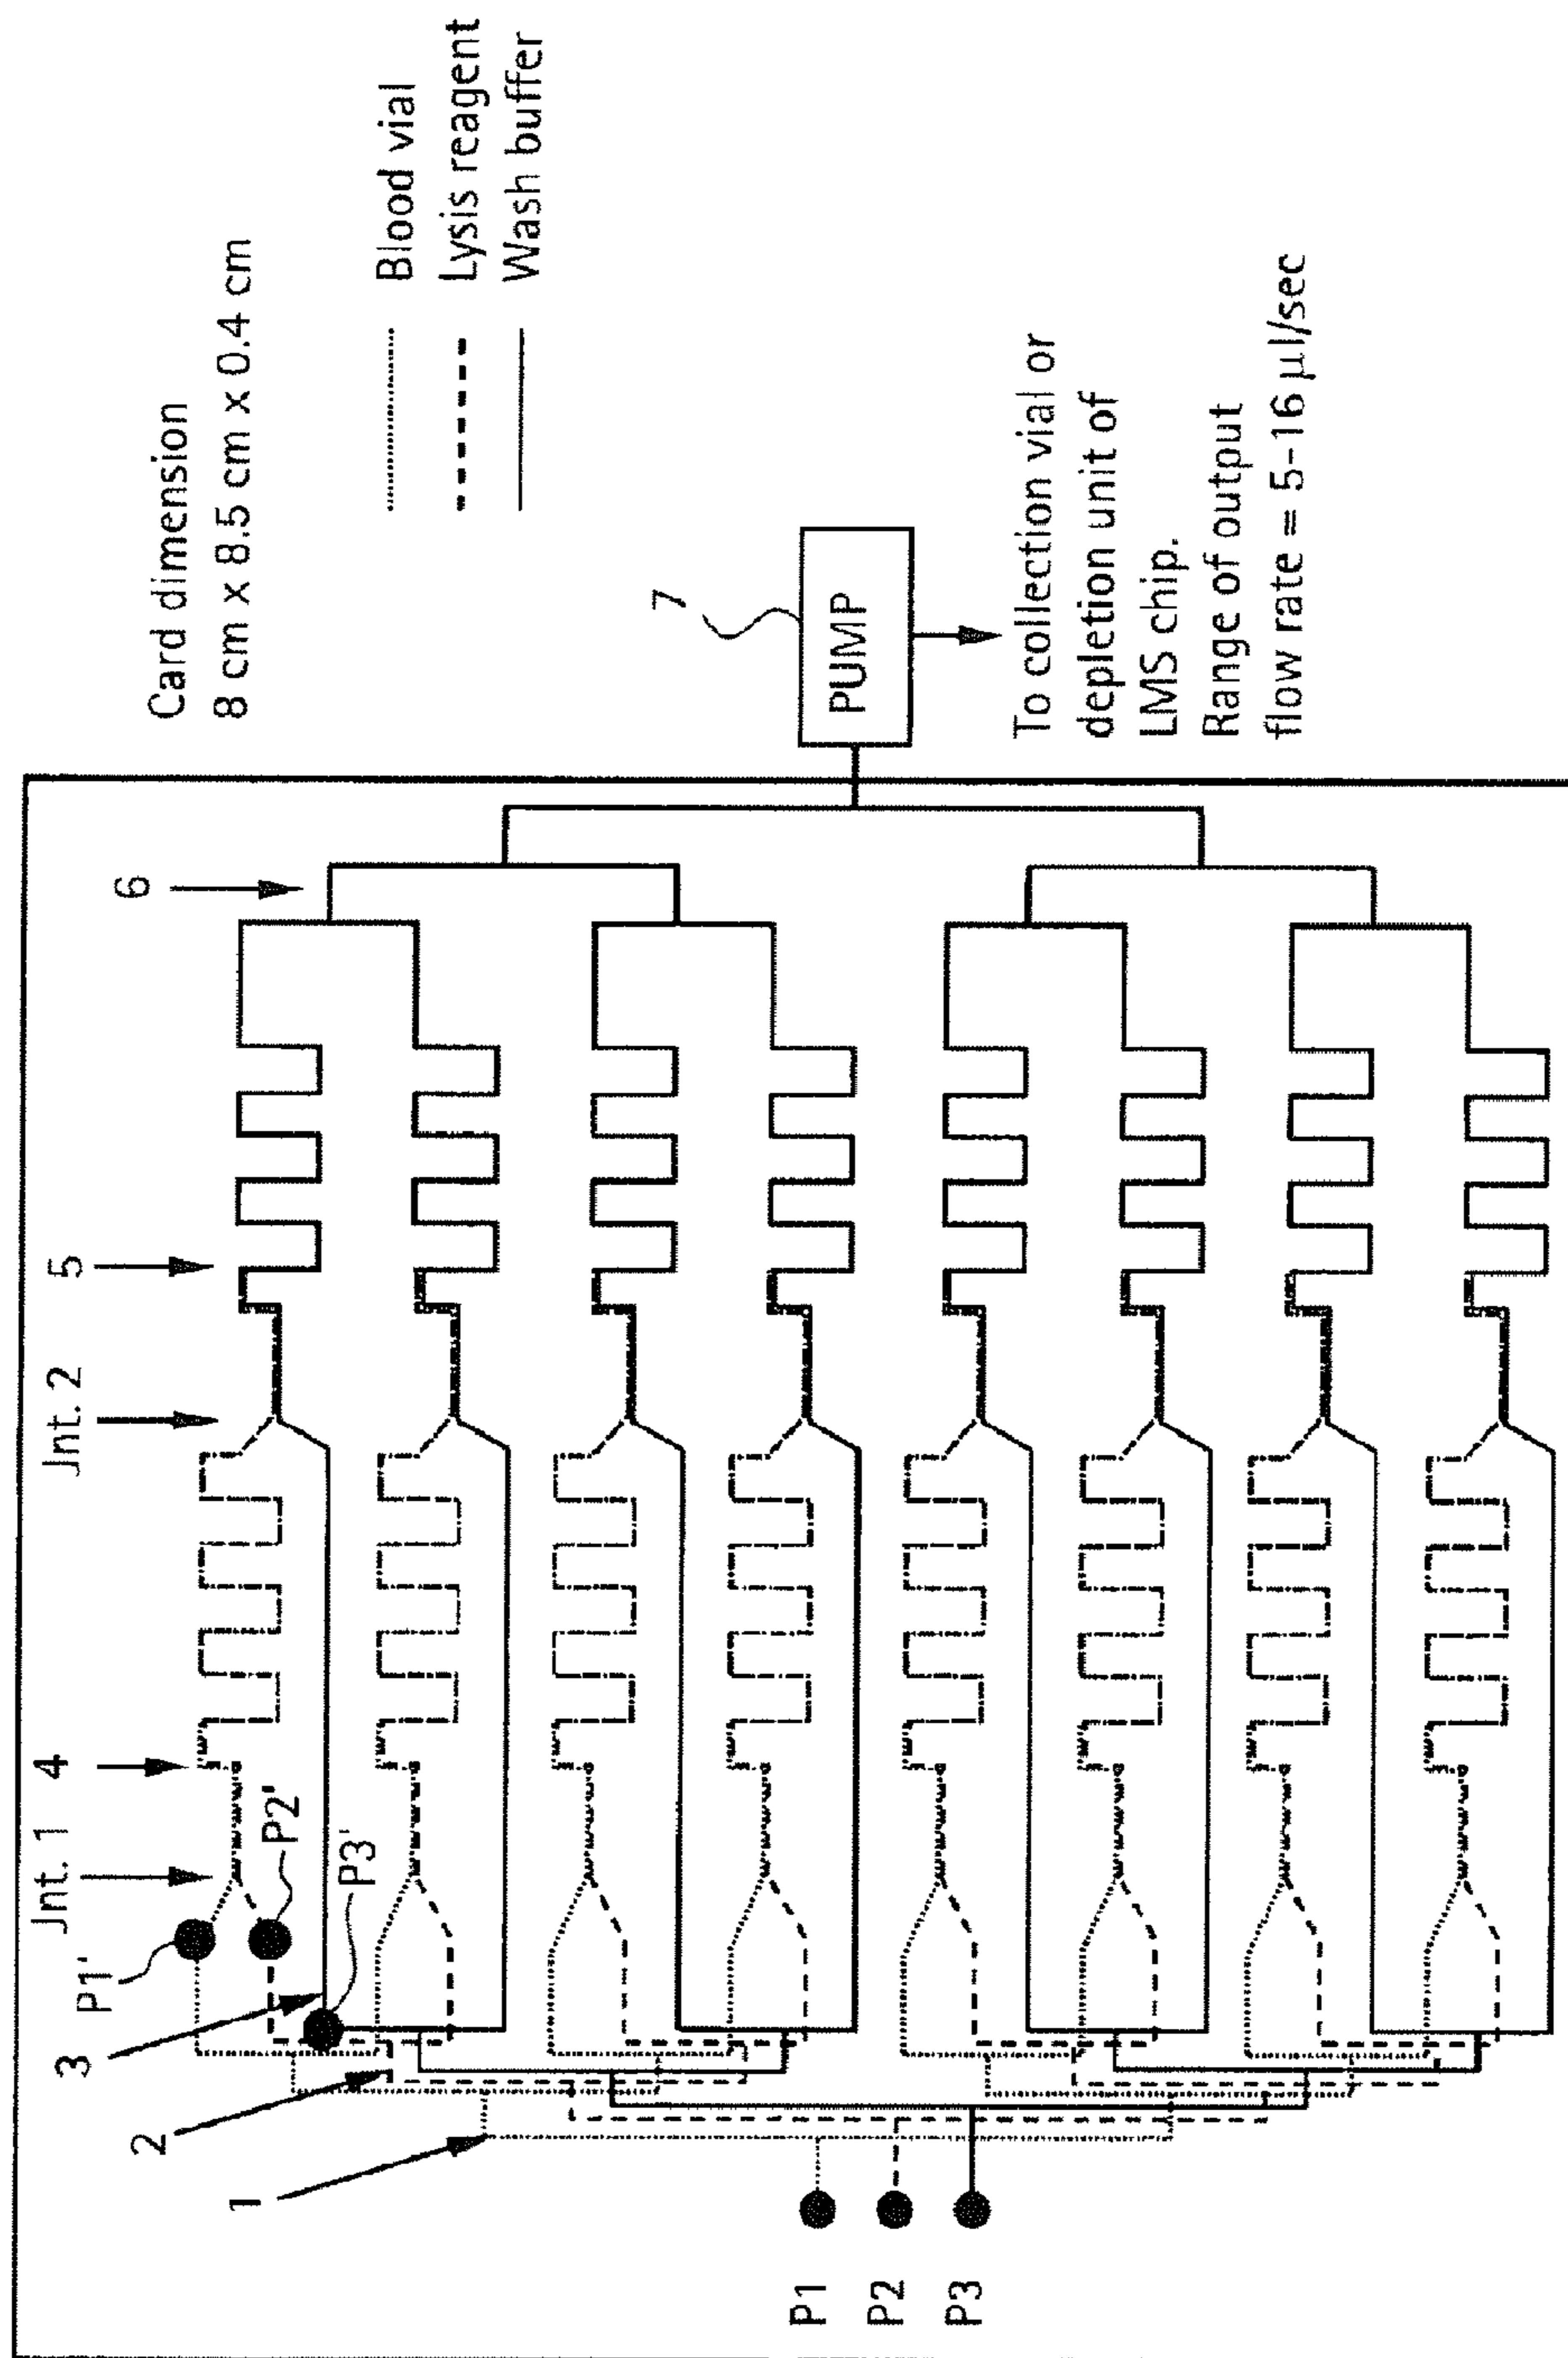 Card dimension
8 cm x 8.5 cm x 0.4 cm
Blood vial
Lysis reagent
Wash buffer
7
PUMP
To collection vial or
depletion unit of
LMS chip.
Range of output
flow rate = 5-16 µl/sec
6
5
Jnt. 2
4
Jnt. 1
P1'
P2'
P3'
3
2
1
P1
P2
P3